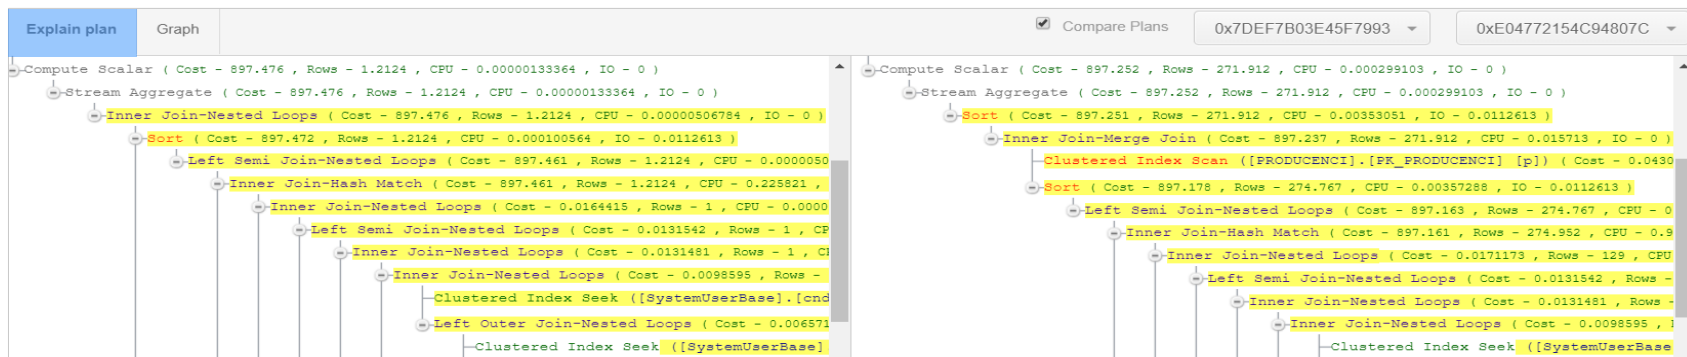 Explain plan Graph Compare Plans 0x7DEF7B03E45F7993 0xE04772154C94807C
Compute Scalar ( Cost - 897.476 , Rows - 1.2124 , CPU - 0.00000133364 , IO - 0 )
Stream Aggregate ( Cost - 897.476 , Rows - 1.2124 , CPU - 0.00000133364 , IO - 0 )
Inner Join-Nested Loops ( Cost - 897.476 , Rows - 1.2124 , CPU - 0.00000506784 , IO - 0 )
Sort ( Cost - 897.472 , Rows - 1.2124 , CPU - 0.000100564 , IO - 0.0112613 )
Left Semi Join-Nested Loops ( Cost - 897.461 , Rows - 1.2124 , CPU - 0.0000050
Inner Join-Hash Match ( Cost - 897.461 , Rows - 1.2124 , CPU - 0.225821 ,
Inner Join-Nested Loops ( Cost - 0.0164415 , Rows - 1 , CPU - 0.0000
Left Semi Join-Nested Loops ( Cost - 0.0131542 , Rows - 1 , CP
Inner Join-Nested Loops ( Cost - 0.0131481 , Rows - 1 , C
Inner Join-Nested Loops ( Cost - 0.0098595 , Rows -
Clustered Index Seek ([SystemUserBase].[cnd
Left Outer Join-Nested Loops ( Cost - 0.006571
Clustered Index Seek ([SystemUserBase]
Compute Scalar ( Cost - 897.252 , Rows - 271.912 , CPU - 0.000299103 , IO - 0 )
Stream Aggregate ( Cost - 897.252 , Rows - 271.912 , CPU - 0.000299103 , IO - 0 )
Sort ( Cost - 897.251 , Rows - 271.912 , CPU - 0.00353051 , IO - 0.0112613 )
Inner Join-Merge Join ( Cost - 897.237 , Rows - 271.912 , CPU - 0.015713 , IO - 0 )
Clustered Index Scan ([PRODUCENCI].[PK_PRODUCENCI] [p]) ( Cost - 0.0430
Sort ( Cost - 897.178 , Rows - 274.767 , CPU - 0.00357288 , IO - 0.0112613 )
Left Semi Join-Nested Loops ( Cost - 897.163 , Rows - 274.767 , CPU - 0
Inner Join-Hash Match ( Cost - 897.161 , Rows - 274.952 , CPU - 0.9
Inner Join-Nested Loops ( Cost - 0.0171173 , Rows - 129 , CPU
Left Semi Join-Nested Loops ( Cost - 0.0131542 , Rows -
Inner Join-Nested Loops ( Cost - 0.0131481 , Rows -
Inner Join-Nested Loops ( Cost - 0.0098595 ,
Clustered Index Seek ([SystemUserBase